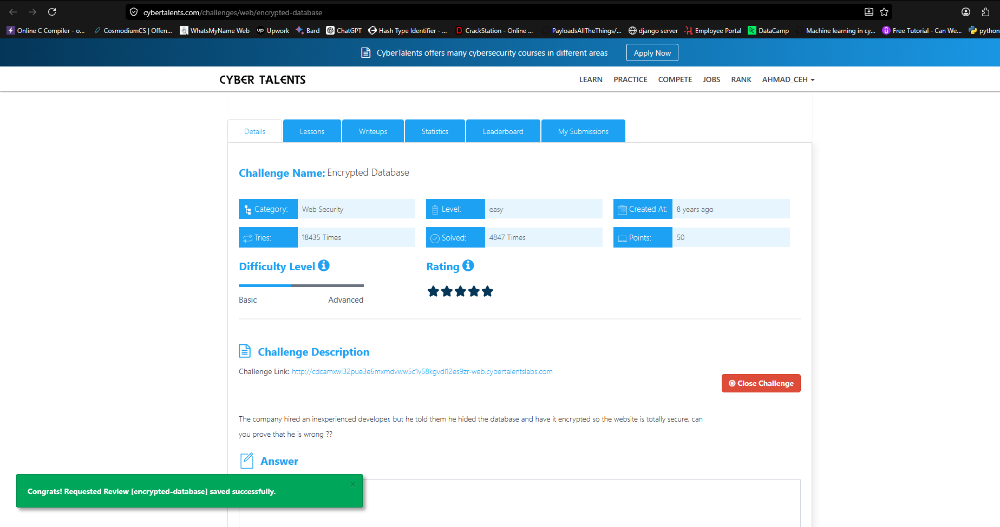 cybertalents.com/challenges/web/encrypted-database
Online C Compiler - o... CosmodiumCS | Offen... WhatsMyName Web Upwork Bard ChatGPT Hash Type Identifier - ... CrackStation - Online ... PayloadsAllTheThings/... django server Employee Portal DataCamp Machine learning in cy... Free Tutorial - Can We... python
CyberTalents offers many cybersecurity courses in different areas Apply Now
CYBER TALENTS LEARN PRACTICE COMPETE JOBS RANK AHMAD_CEH
Details Lessons Writeups Statistics Leaderboard My Submissions
Challenge Name: Encrypted Database
Category: Web Security Level: easy Created At: 8 years ago
Tries: 18435 Times Solved: 4847 Times Points: 50
Difficulty Level Rating
Basic Advanced
Challenge Description
Challenge Link: http://cdcamxwl32pue3e6mxmdvww5c1v58kgvdl12es9zr-web.cybertalentslabs.com
Close Challenge
The company hired an inexperienced developer, but he told them he hided the database and have it encrypted so the website is totally secure, can
you prove that he is wrong ??
Answer
Congrats! Requested Review [encrypted-database] saved successfully. ×